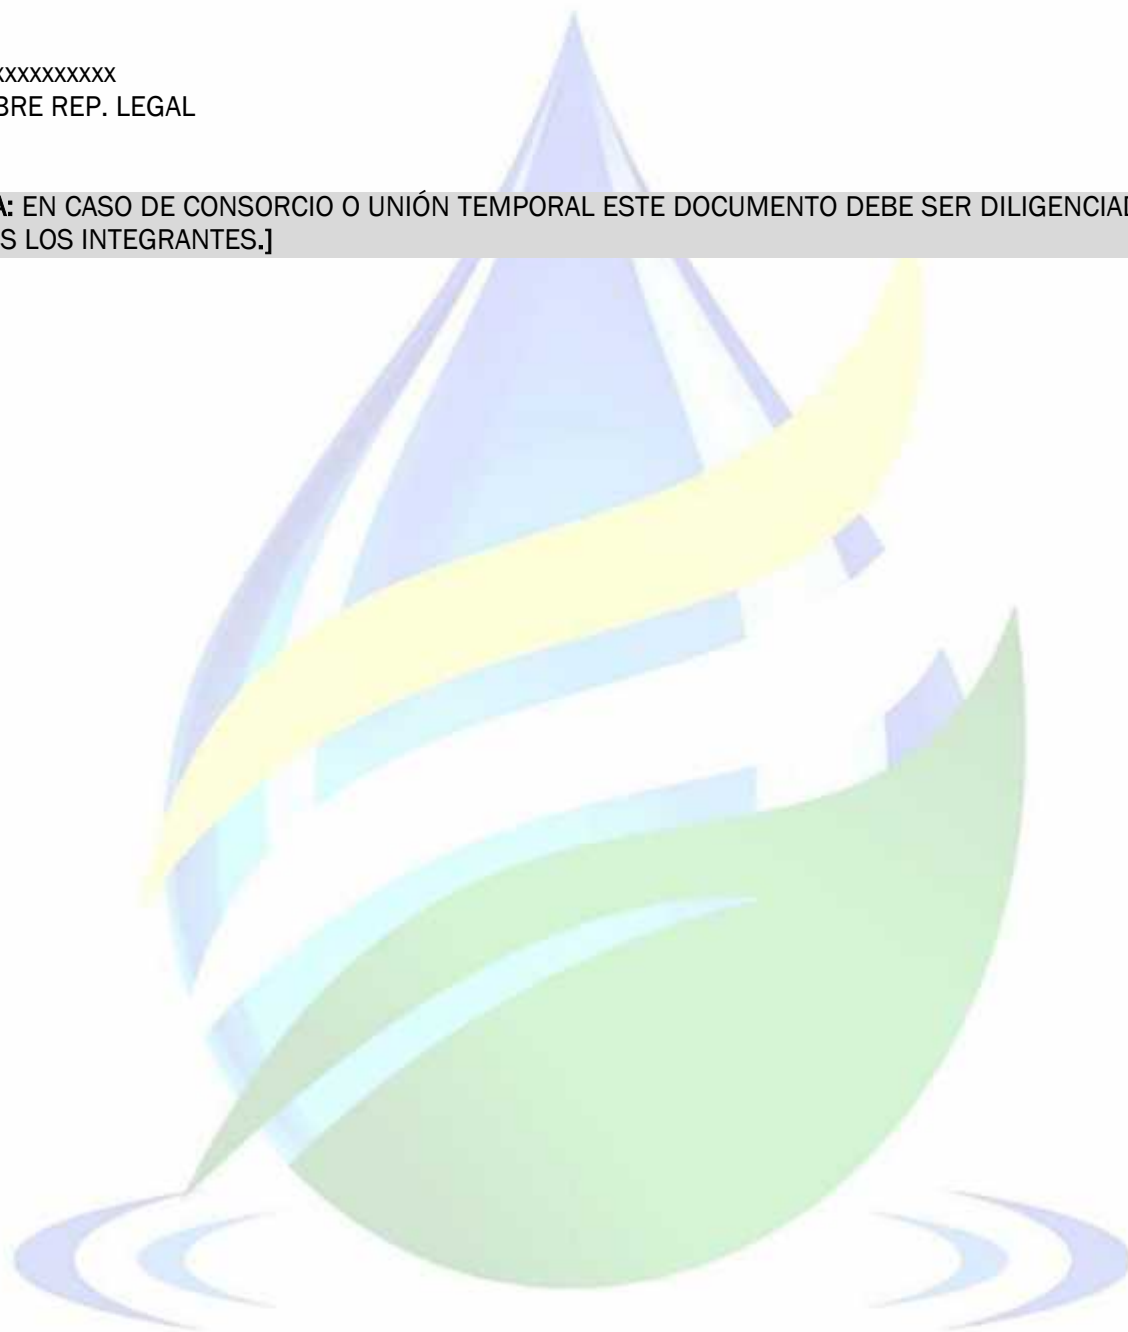 xxxxxxxxxx
BRE REP. LEGAL
A: EN CASO DE CONSORCIO O UNIÓN TEMPORAL ESTE DOCUMENTO DEBE SER DILIGENCIAD
S LOS INTEGRANTES.]